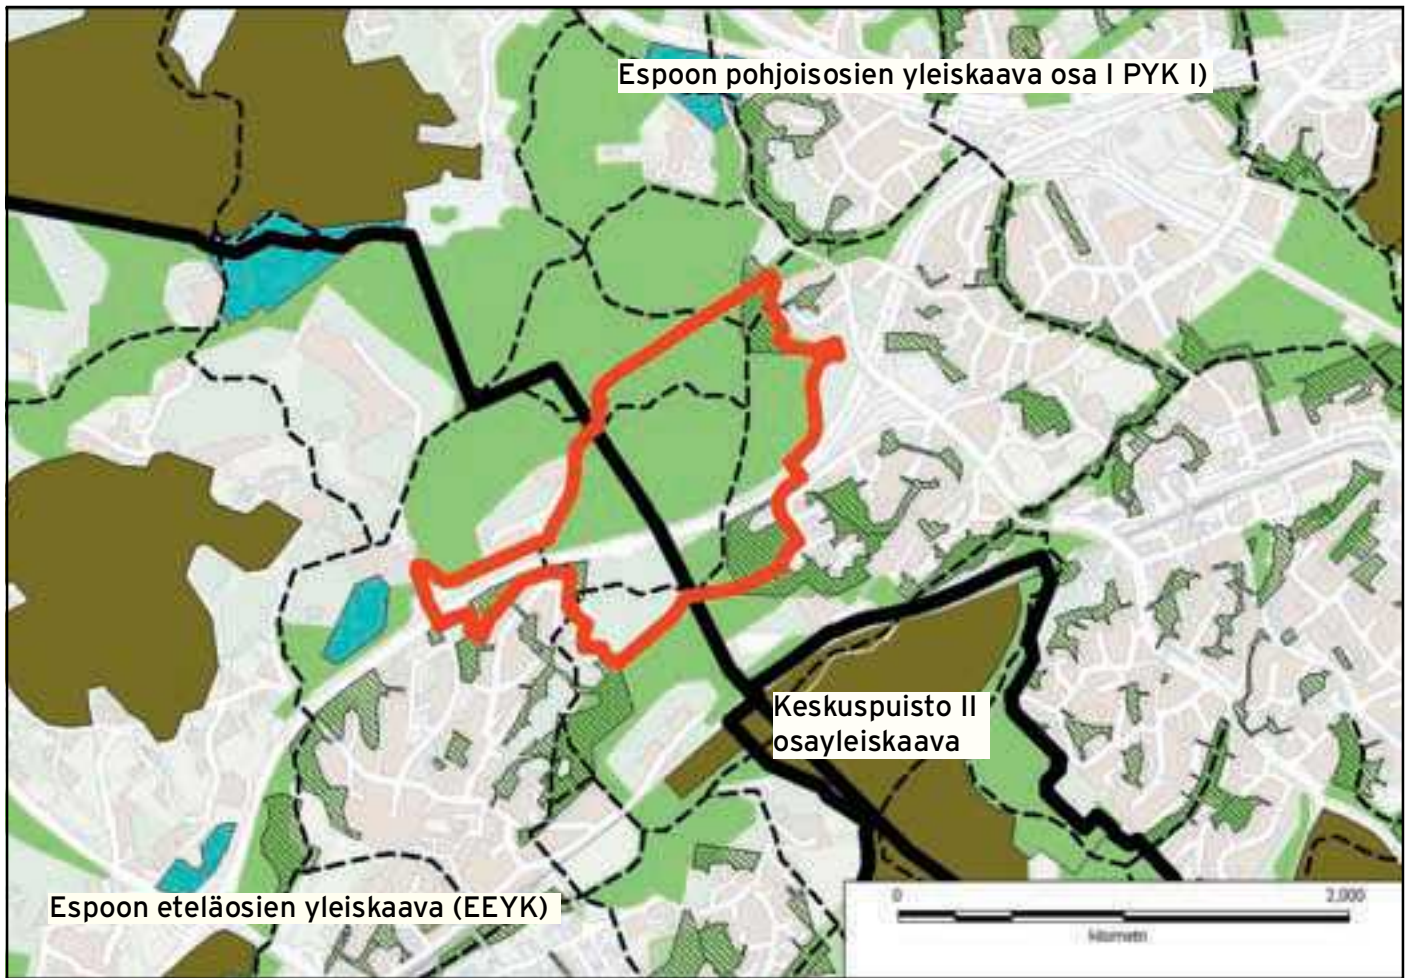 Espoon pohjoisosien yleiskaava osa I PYK I)
Keskuspuisto II
osayleiskaava
Espoon eteläosien yleiskaava (EEYK)
0
2,000